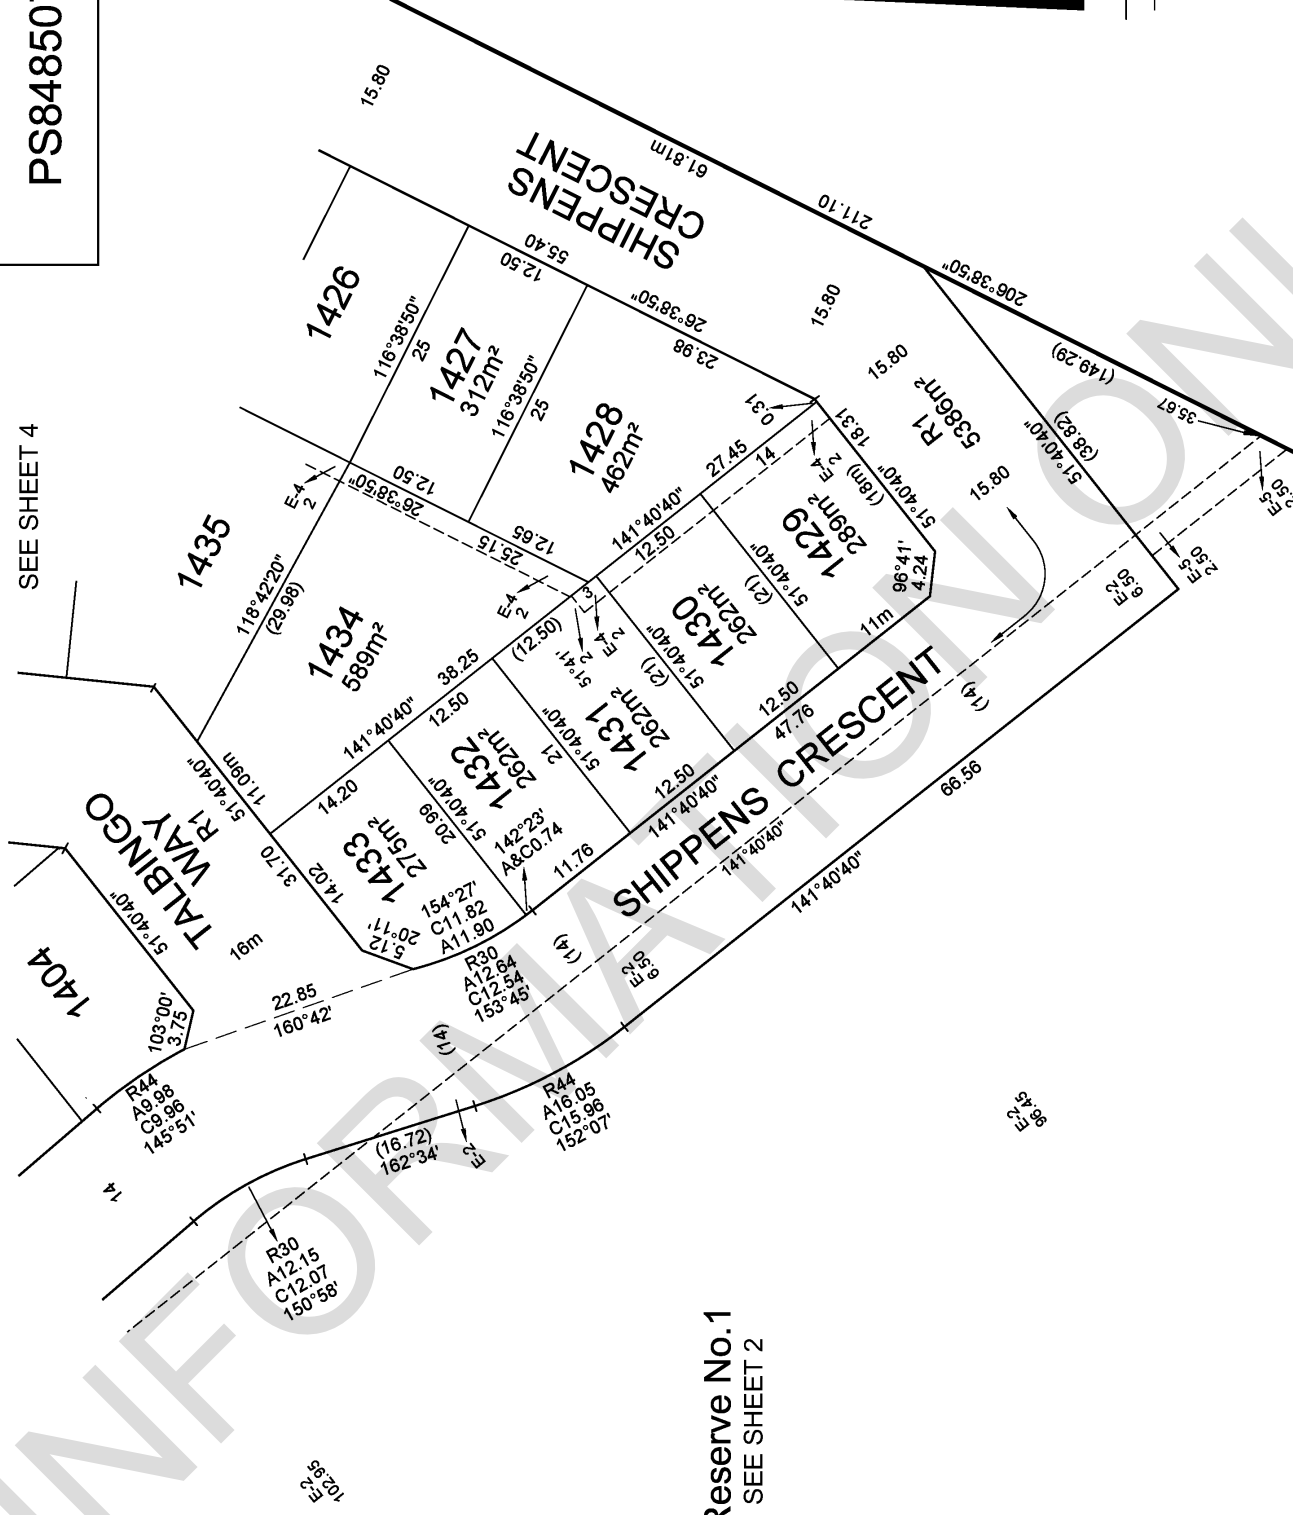 PS84850
SEE SHEET 4
15.80
SHIPPENS
CRESCENT
61.81m
211.10
206°38'50"
(149.29)
35.67
1426
116°38'50"
25
1427
312m²
12.50
55.40
116°38'50"
25
1428
462m²
26°38'50"
23.98
15.80
15.80
R1
5386m²
15.80
51°40'40"
(38.82)
1435
E-4
2
26°38'50"
12.50
25.15
12.65
118°42'20"
(29.98)
1434
589m²
141°40'40"
38.25
E-4
2
141°40'40"
27.45
0.31
14
12.50
E-4
2
18.31
(18m)
51°40'40"
1429
289m²
96°41'
4.24
11m
51°40'40"
(21)
1430
262m²
12.50
47.76
51°40'40"
(21)
3
E-4
2
51°41'
2
(12.50)
1431
262m²
12.50
141°40'40"
51°40'40"
21
1432
262m²
12.50
11.76
142°23'
A&C0.74
51°40'40"
20.99
1433
275m²
14.20
14.02
31.70
5.12
20°11'
154°27'
C11.82
A11.90
51°40'40"
11.09m
TALBINGO
WAY
R1
16m
51°40'40"
1404
103°00'
3.75
22.85
160°42'
R30
A12.64
C12.54
153°45'
SHIPPENS CRESCENT
141°40'40"
141°40'40"
66.56
(14)
(14)
(14)
E-2
6.50
E-2
6.50
E-5
2.50
E-5
2.50
R44
A9.98
C9.96
145°51'
14
R44
A16.05
C15.96
152°07'
(16.72)
162°34'
E-2
R30
A12.15
C12.07
150°58'
E-2
96.45
E-2
102.95
Reserve No.1
SEE SHEET 2
INFORMATION ONL